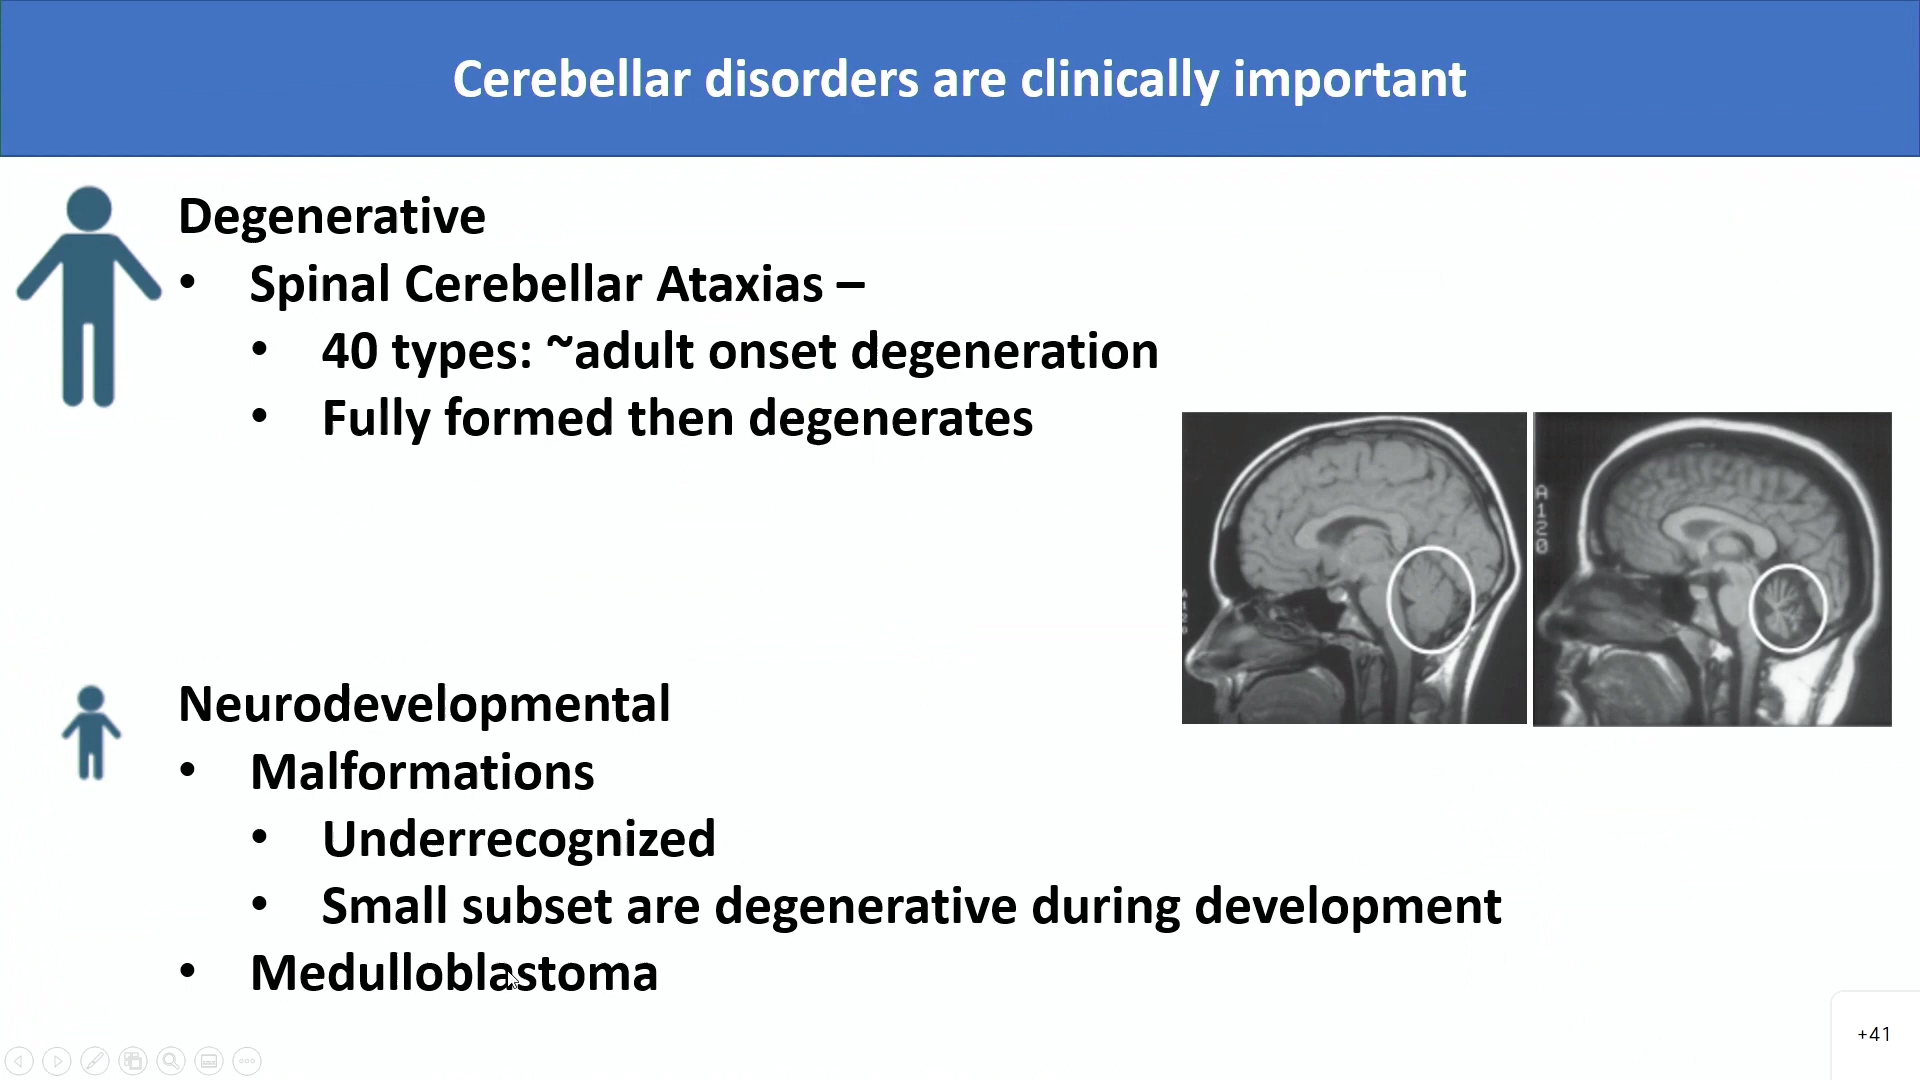 Cerebellar disorders are clinically important
Degenerative
• Spinal Cerebellar Ataxias –
• 40 types: ~adult onset degeneration
• Fully formed then degenerates
A120
Neurodevelopmental
• Malformations
• Underrecognized
• Small subset are degenerative during development
• Medulloblastoma
+41